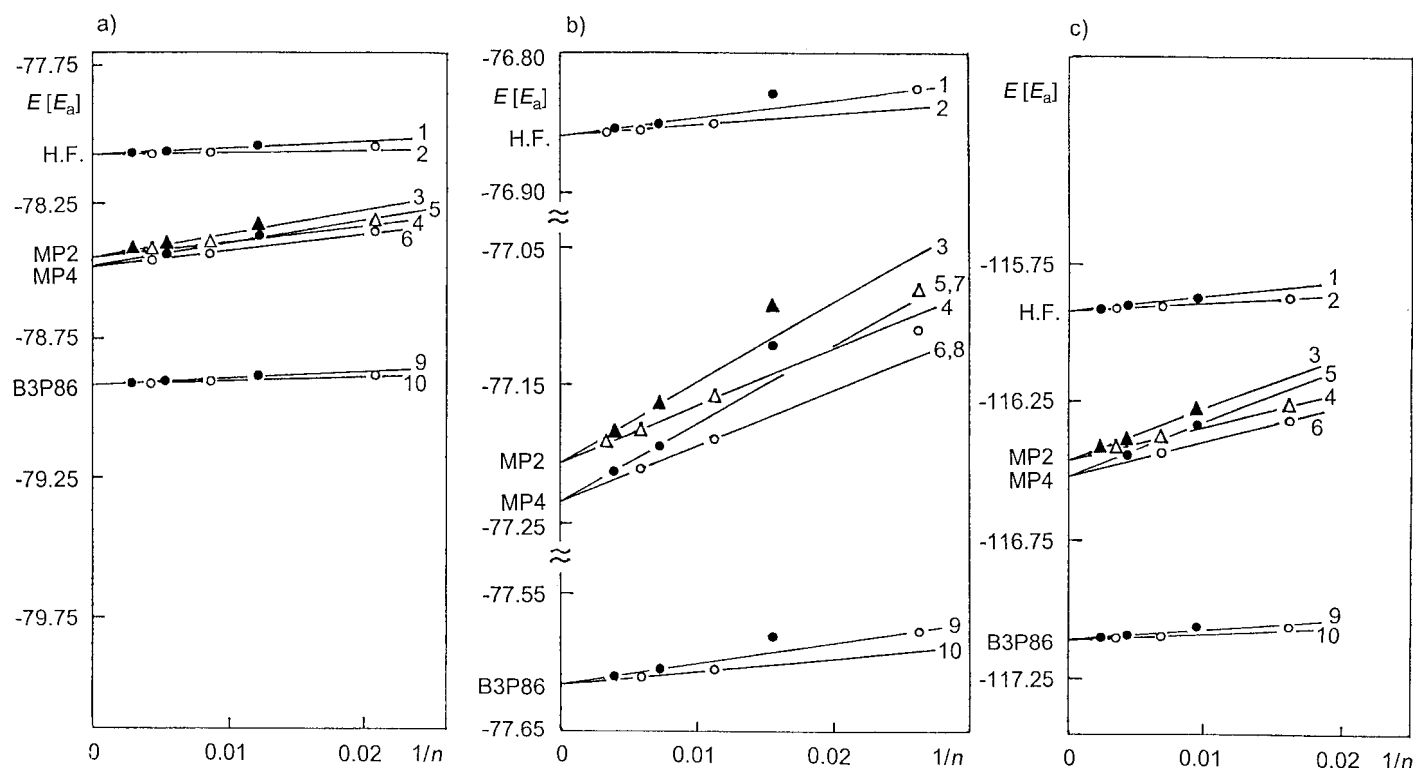 a)
-77.75
E [Ea]
H.F.
-78.25
MP2
MP4
-78.75
B3P86
-79.25
-79.75
1
2
3
5
4
6
9
10
0
0.01
0.02
1/n
b)
-76.80
E [Ea]
H.F.
-76.90
≈
-77.05
-77.15
MP2
MP4
-77.25
≈
-77.55
B3P86
-77.65
1
2
3
5,7
4
6,8
9
10
0
0.01
0.02
1/n
c)
E [Ea]
-115.75
H.F.
-116.25
MP2
MP4
-116.75
B3P86
-117.25
1
2
3
5
4
6
9
10
0
0.01
0.02
1/n